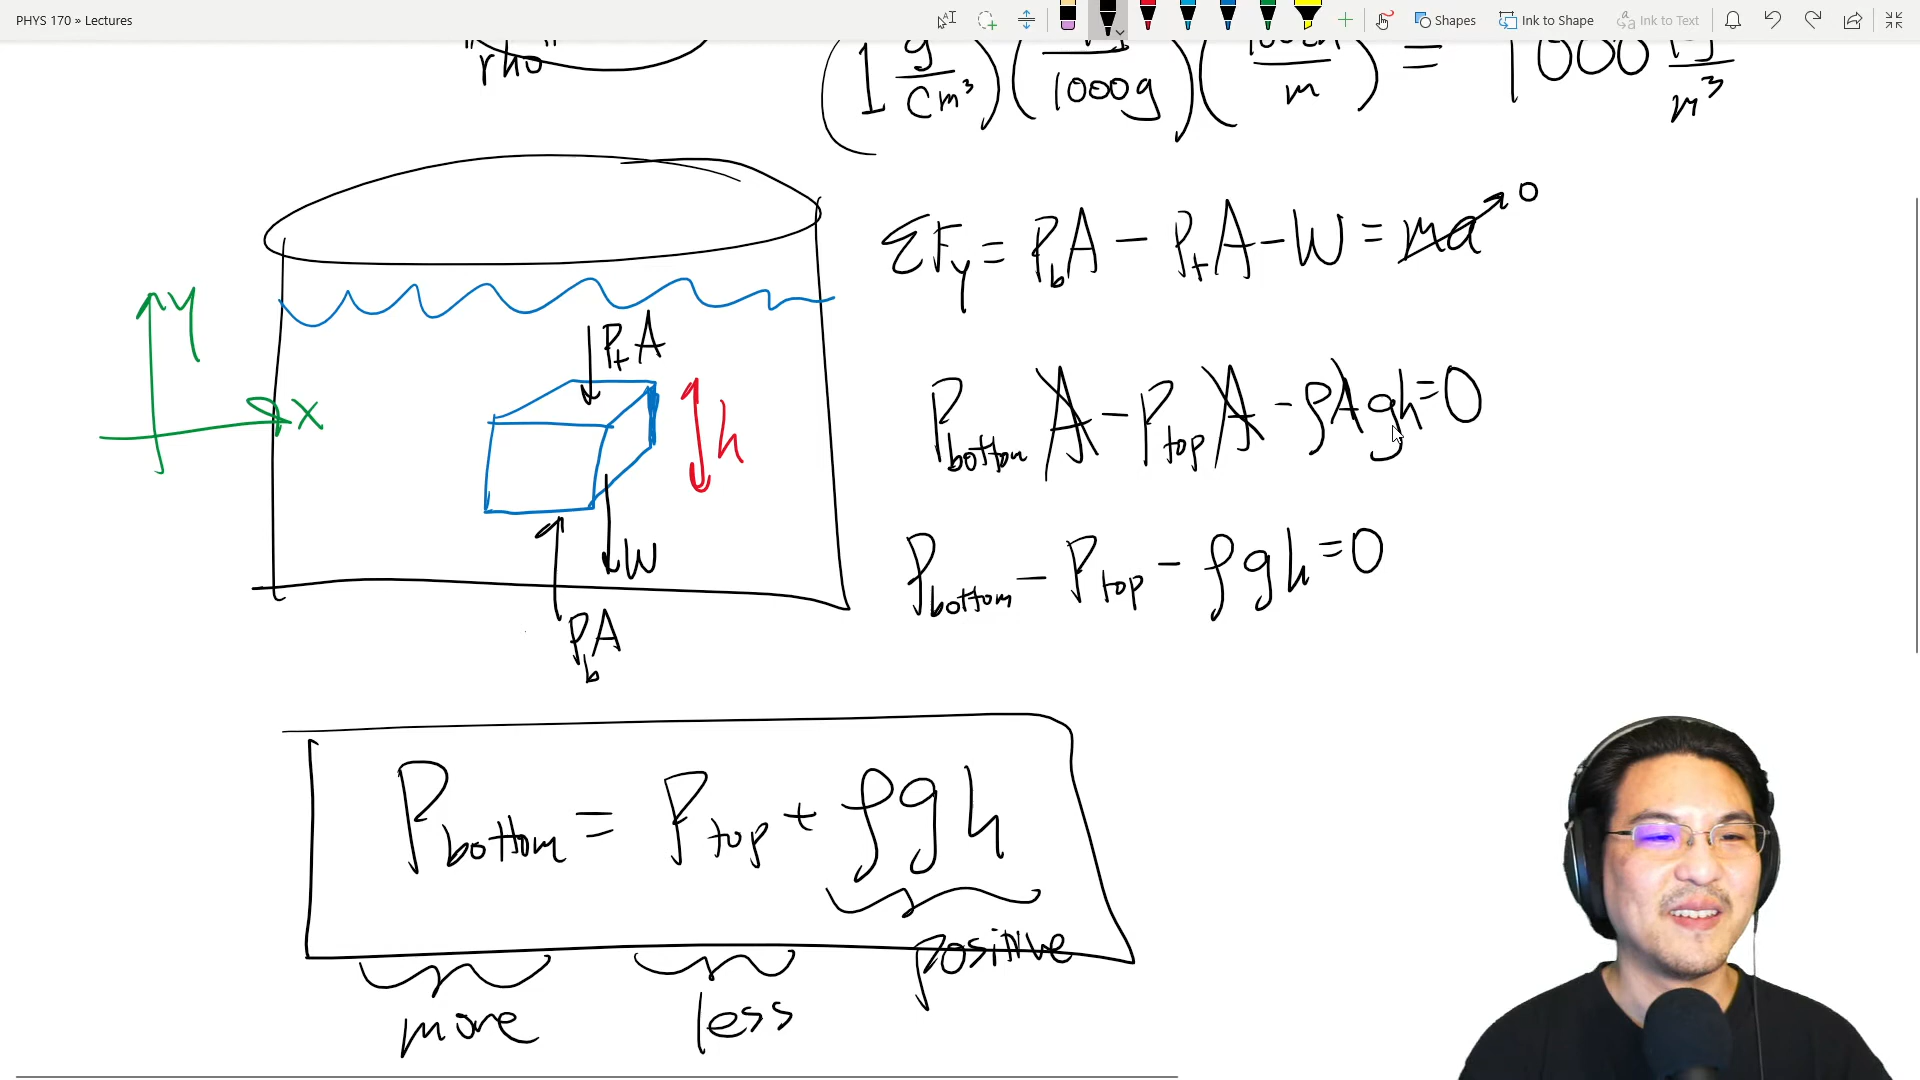 PHYS 170 » Lectures
Shapes
Ink to Shape
Ink to Text
"rho"
(1 g/cm³)( /1000g)( /m) = 1000 /m³
ΣFy = PbA − PtA − W = ma → 0
y
x
PtA
h
W
PbA
Pbottom A − Ptop A − ρAgh = 0
Pbottom − Ptop − ρgh = 0
Pbottom = Ptop + ρgh
positive
more
less